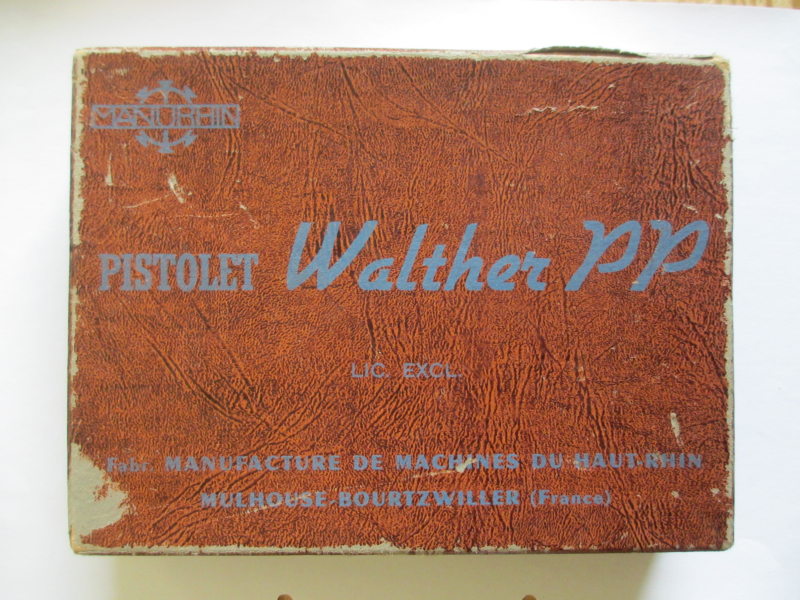 MANURHIN
PISTOLET Walther PP
LIC. EXCL.
Fabr. MANUFACTURE DE MACHINES DU HAUT-RHIN
MULHOUSE-BOURTZWILLER (France)